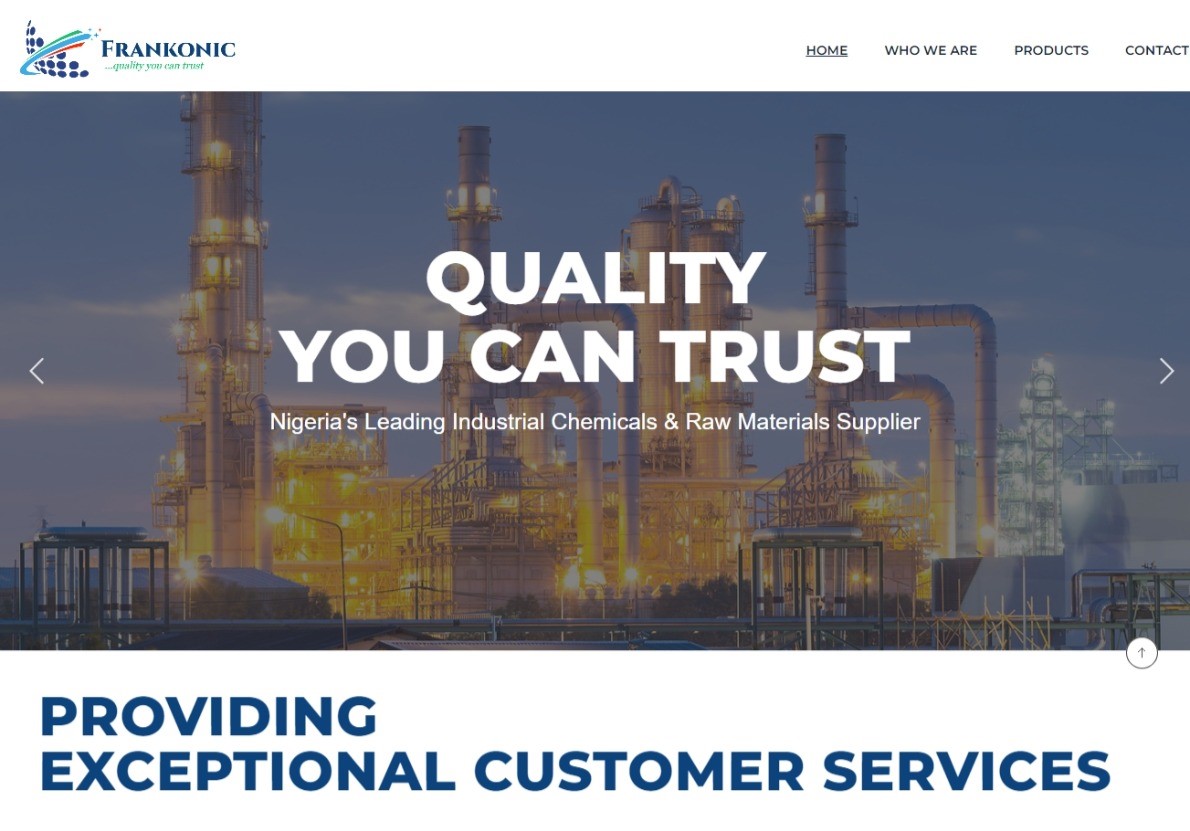 FRANKONIC
...quality you can trust
HOME WHO WE ARE PRODUCTS CONTACT
QUALITY
YOU CAN TRUST
Nigeria's Leading Industrial Chemicals & Raw Materials Supplier
PROVIDING
EXCEPTIONAL CUSTOMER SERVICES